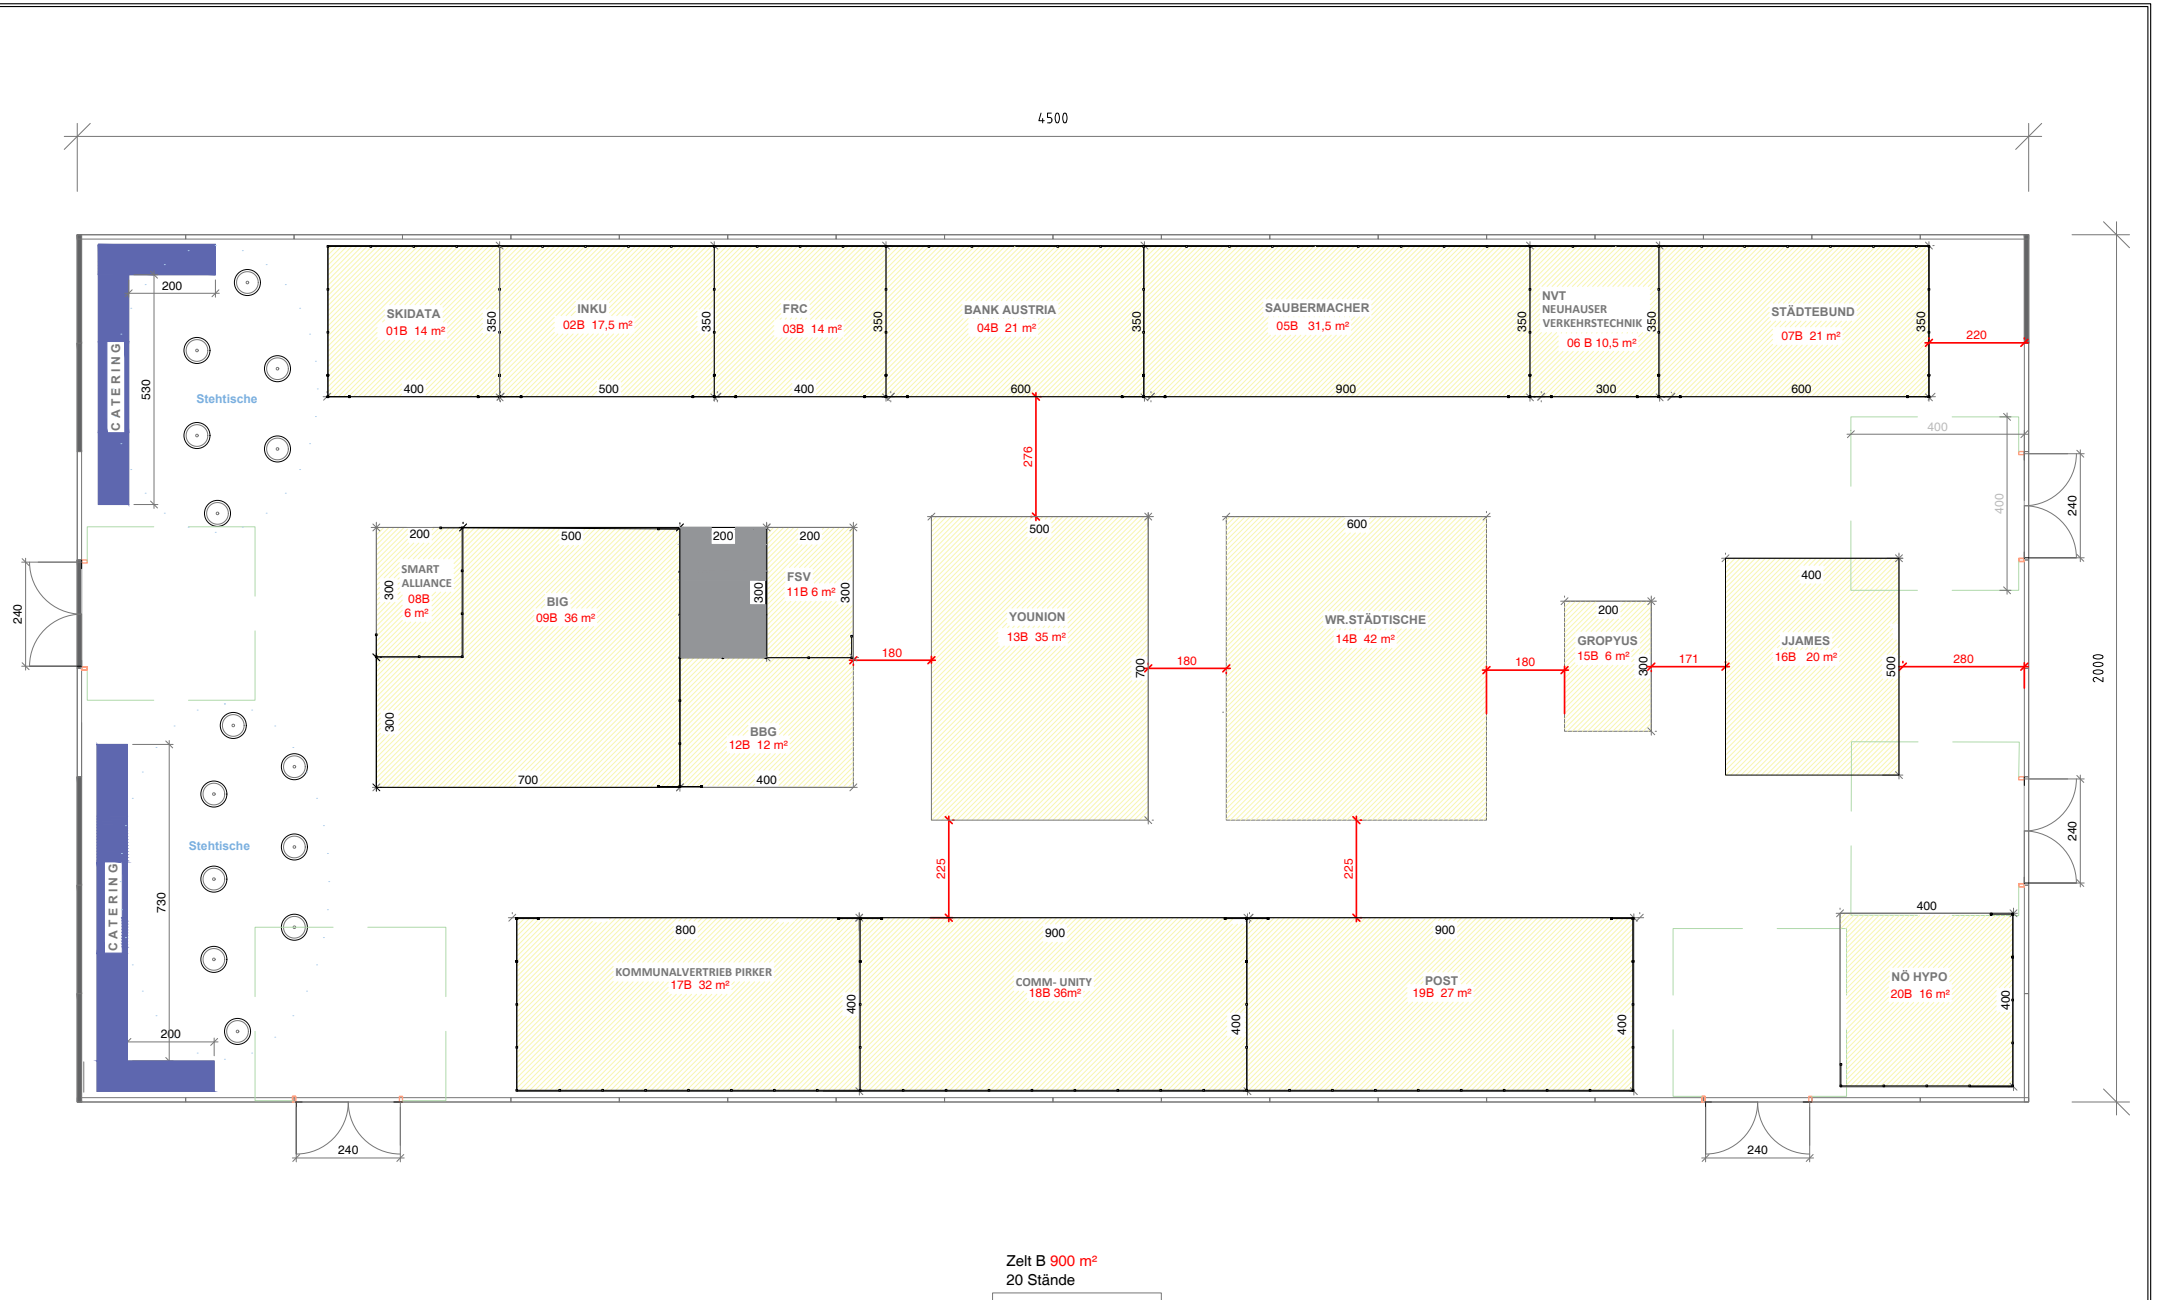 4500
200
530
CATERING
Stehtische
SKIDATA
01B 14 m²
400
350
INKU
02B 17,5 m²
500
350
FRC
03B 14 m²
400
350
BANK AUSTRIA
04B 21 m²
600
350
SAUBERMACHER
05B 31,5 m²
900
350
NVT
NEUHAUSER
VERKEHRSTECHNIK
06 B 10,5 m²
300
350
STÄDTEBUND
07B 21 m²
600
350
220
276
400
400
240
240
200
SMART
ALLIANCE
08B
6 m²
300
300
500
BIG
09B 36 m²
700
200
300
200
FSV
11B 6 m²
300
BBG
12B 12 m²
400
180
500
YOUNION
13B 35 m²
700
180
600
WR.STÄDTISCHE
14B 42 m²
180
200
GROPYUS
15B 6 m²
300
171
400
JJAMES
16B 20 m²
500
280
2000
240
225
225
CATERING
730
200
Stehtische
800
KOMMUNALVERTRIEB PIRKER
17B 32 m²
400
900
COMM- UNITY
18B 36m²
400
900
POST
19B 27 m²
400
400
NÖ HYPO
20B 16 m²
400
240
240
Zelt B 900 m²
20 Stände